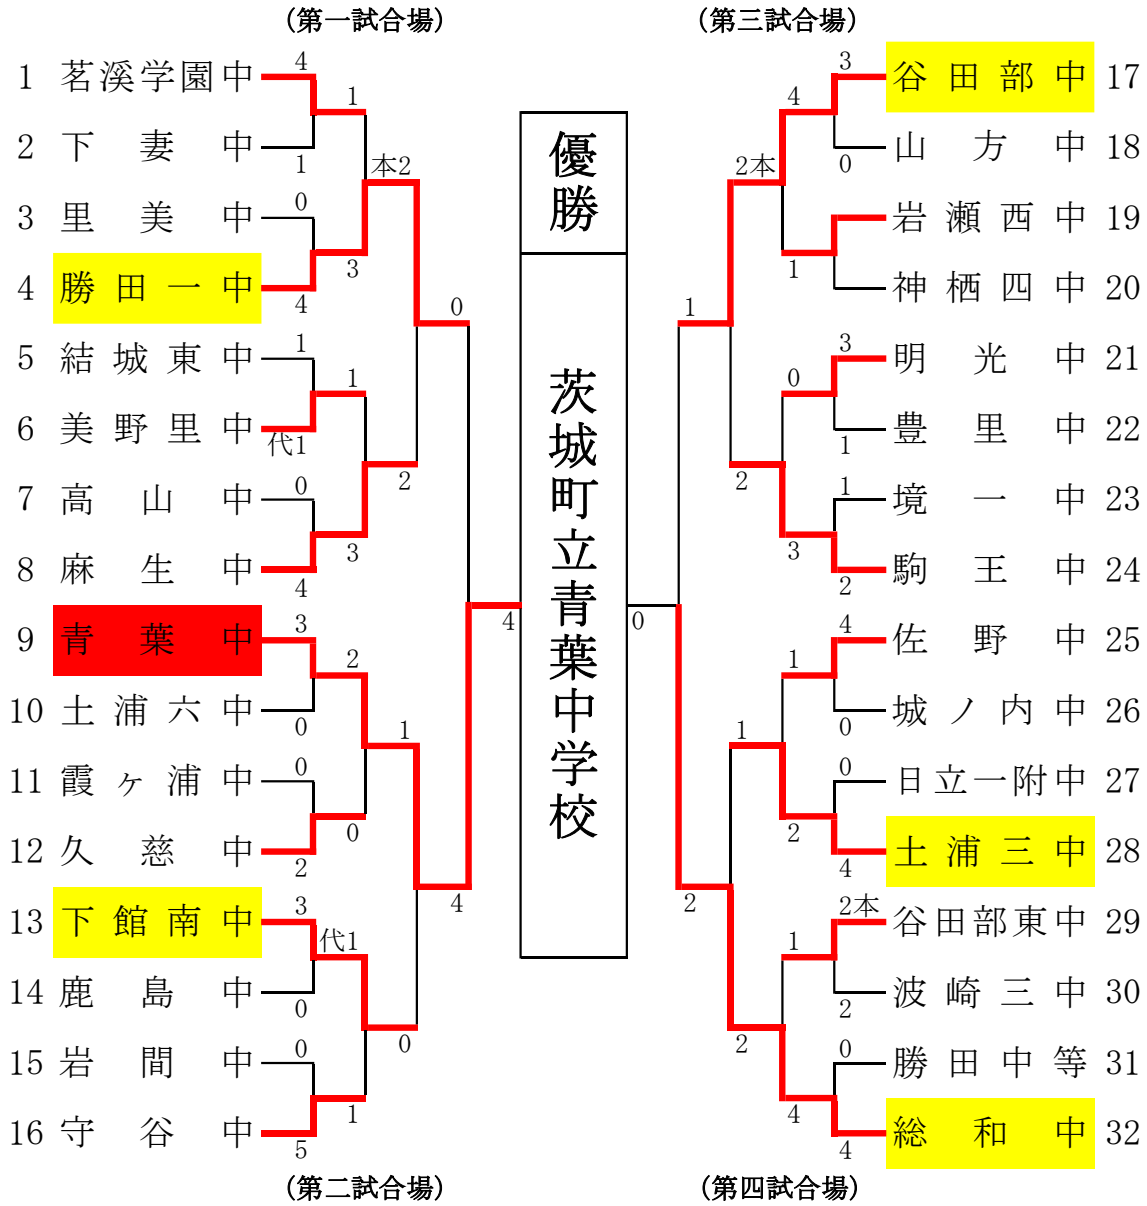 (第一試合場)
1 茗溪学園中 4
1
2 下妻中 1
本2
3 里美中 0
3
4 勝田一中 4
0
5 結城東中 1
1
6 美野里中 代1
2
7 高山中 0
3
8 麻生中 4
4
9 青葉中 3
2
10 土浦六中 0
1
11 霞ヶ浦中 0
0
12 久慈中 2
4
13 下館南中 3
代1
14 鹿島中 0
0
15 岩間中 0
1
16 守谷中 5
(第二試合場)
優勝
茨城町立青葉中学校
(第三試合場)
3 谷田部中 17
4
0 山方中 18
2本
岩瀬西中 19
1
神栖四中 20
1
3 明光中 21
0
1 豊里中 22
2
1 境一中 23
3
2 駒王中 24
0
4 佐野中 25
1
0 城ノ内中 26
1
0 日立一附中 27
2
4 土浦三中 28
2
2本 谷田部東中 29
1
2 波崎三中 30
2
0 勝田中等 31
4
4 総和中 32
(第四試合場)